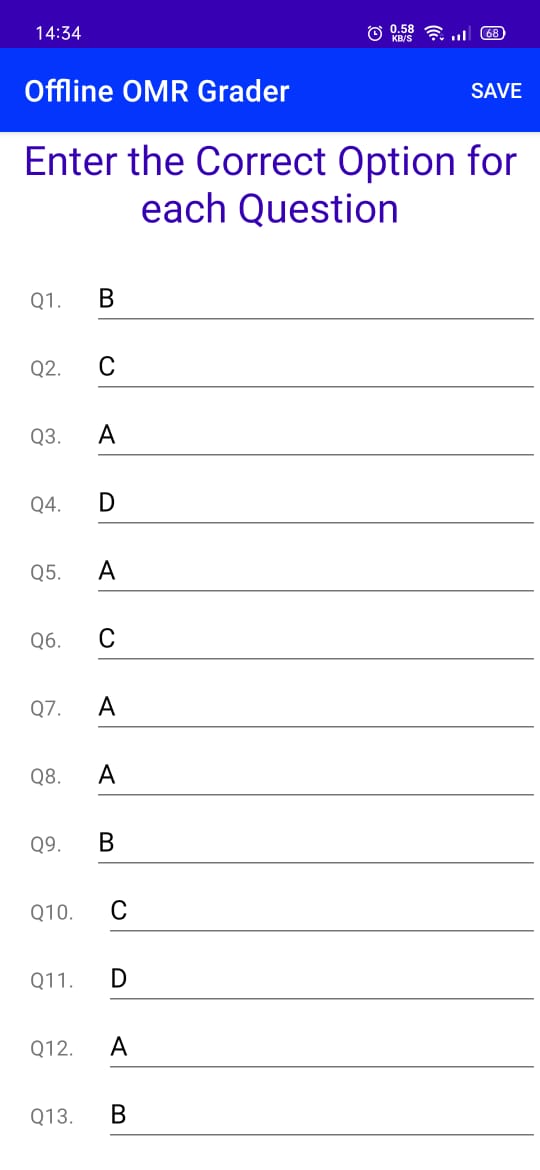 14:34
0.58
KB/S
68
Offline OMR Grader
SAVE
Enter the Correct Option for
each Question
Q1. B
Q2. C
Q3. A
Q4. D
Q5. A
Q6. C
Q7. A
Q8. A
Q9. B
Q10. C
Q11. D
Q12. A
Q13. B